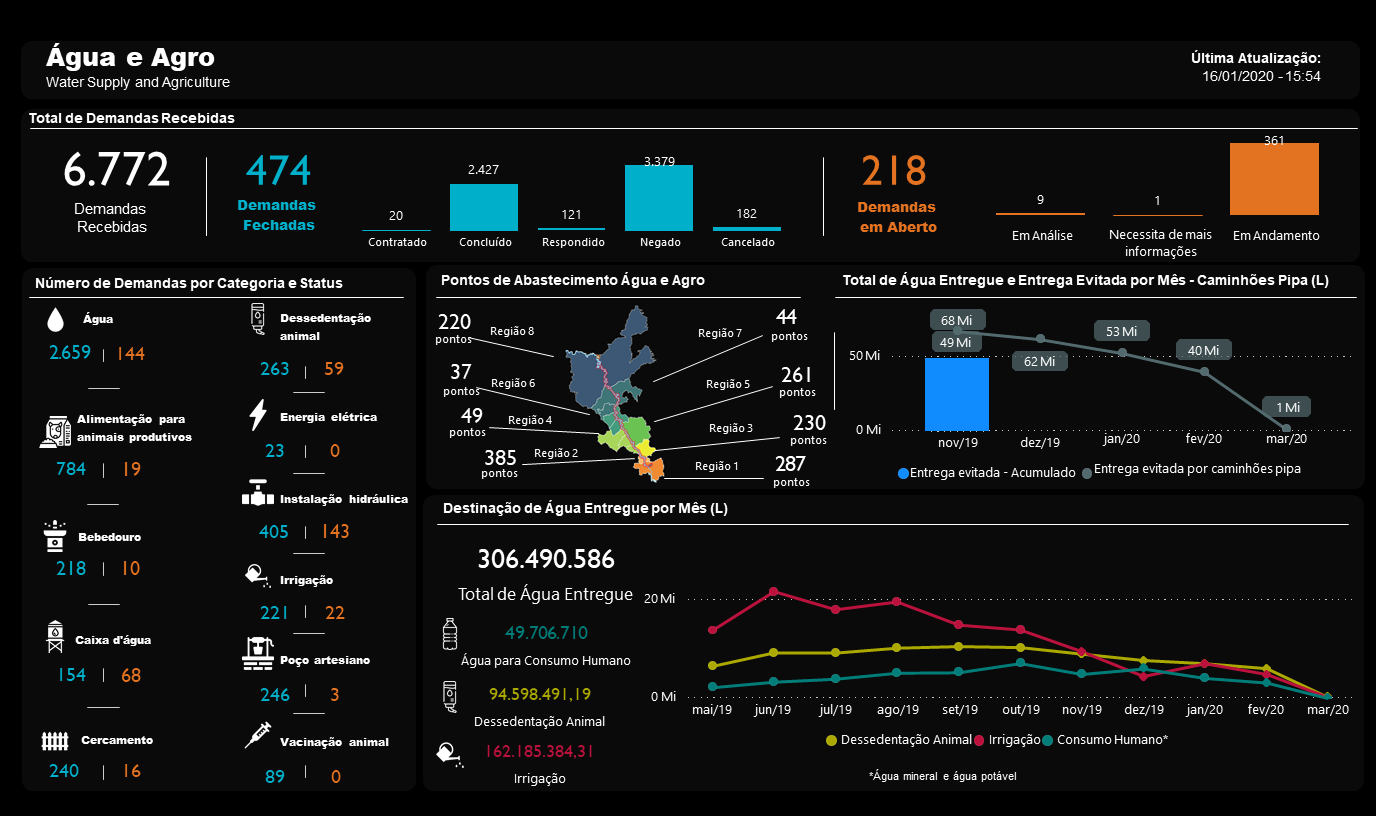 Água e Agro
Water Supply and Agriculture
Última Atualização:
16/01/2020 - 15:54
Total de Demandas Recebidas
6.772
Demandas
Recebidas
474
Demandas
Fechadas
20
Contratado
2.427
Concluído
121
Respondido
3.379
Negado
182
Cancelado
218
Demandas
em Aberto
9
Em Análise
1
Necessita de mais
informações
361
Em Andamento
Número de Demandas por Categoria e Status
Água
2.659 | 144
Alimentação para
animais produtivos
784 | 19
Bebedouro
218 | 10
Caixa d'água
154 | 68
Cercamento
240 | 16
Dessedentação
animal
263 | 59
Energia elétrica
23 | 0
Instalação hidráulica
405 | 143
Irrigação
221 | 22
Poço artesiano
246 | 3
Vacinação animal
89 | 0
Pontos de Abastecimento Água e Agro
220
pontos
Região 8
37
pontos
Região 6
49
pontos
Região 4
385
pontos
Região 2
44
pontos
Região 7
261
pontos
Região 5
230
pontos
Região 3
287
pontos
Região 1
Total de Água Entregue e Entrega Evitada por Mês - Caminhões Pipa (L)
50 Mi
0 Mi
68 Mi
49 Mi
62 Mi
53 Mi
40 Mi
1 Mi
nov/19
dez/19
jan/20
fev/20
mar/20
Entrega evitada - Acumulado
Entrega evitada por caminhões pipa
Destinação de Água Entregue por Mês (L)
306.490.586
Total de Água Entregue
49.706.710
Água para Consumo Humano
94.598.491,19
Dessedentação Animal
162.185.384,31
Irrigação
20 Mi
0 Mi
mai/19
jun/19
jul/19
ago/19
set/19
out/19
nov/19
dez/19
jan/20
fev/20
mar/20
Dessedentação Animal
Irrigação
Consumo Humano*
*Água mineral e água potável